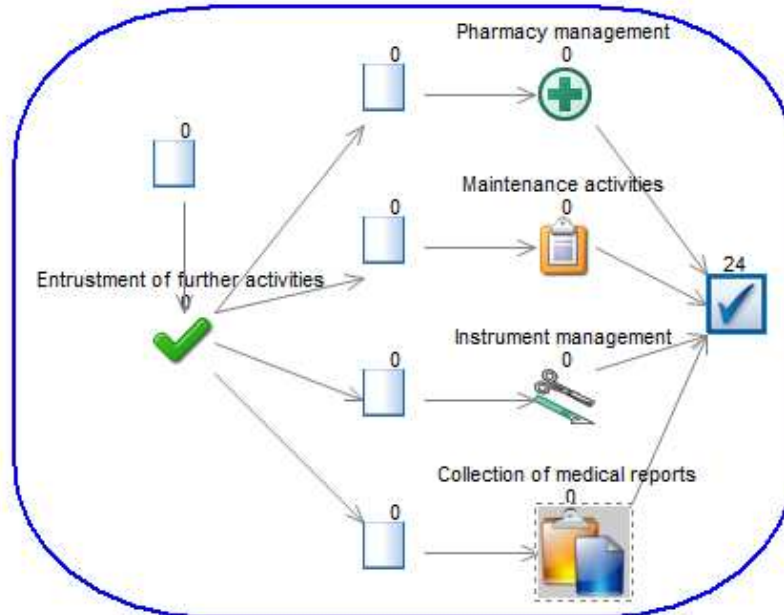 Pharmacy management
0
0
0
Maintenance activities
0
0
24
Entrustment of further activities
0
Instrument management
0
0
Collection of medical reports
0
0